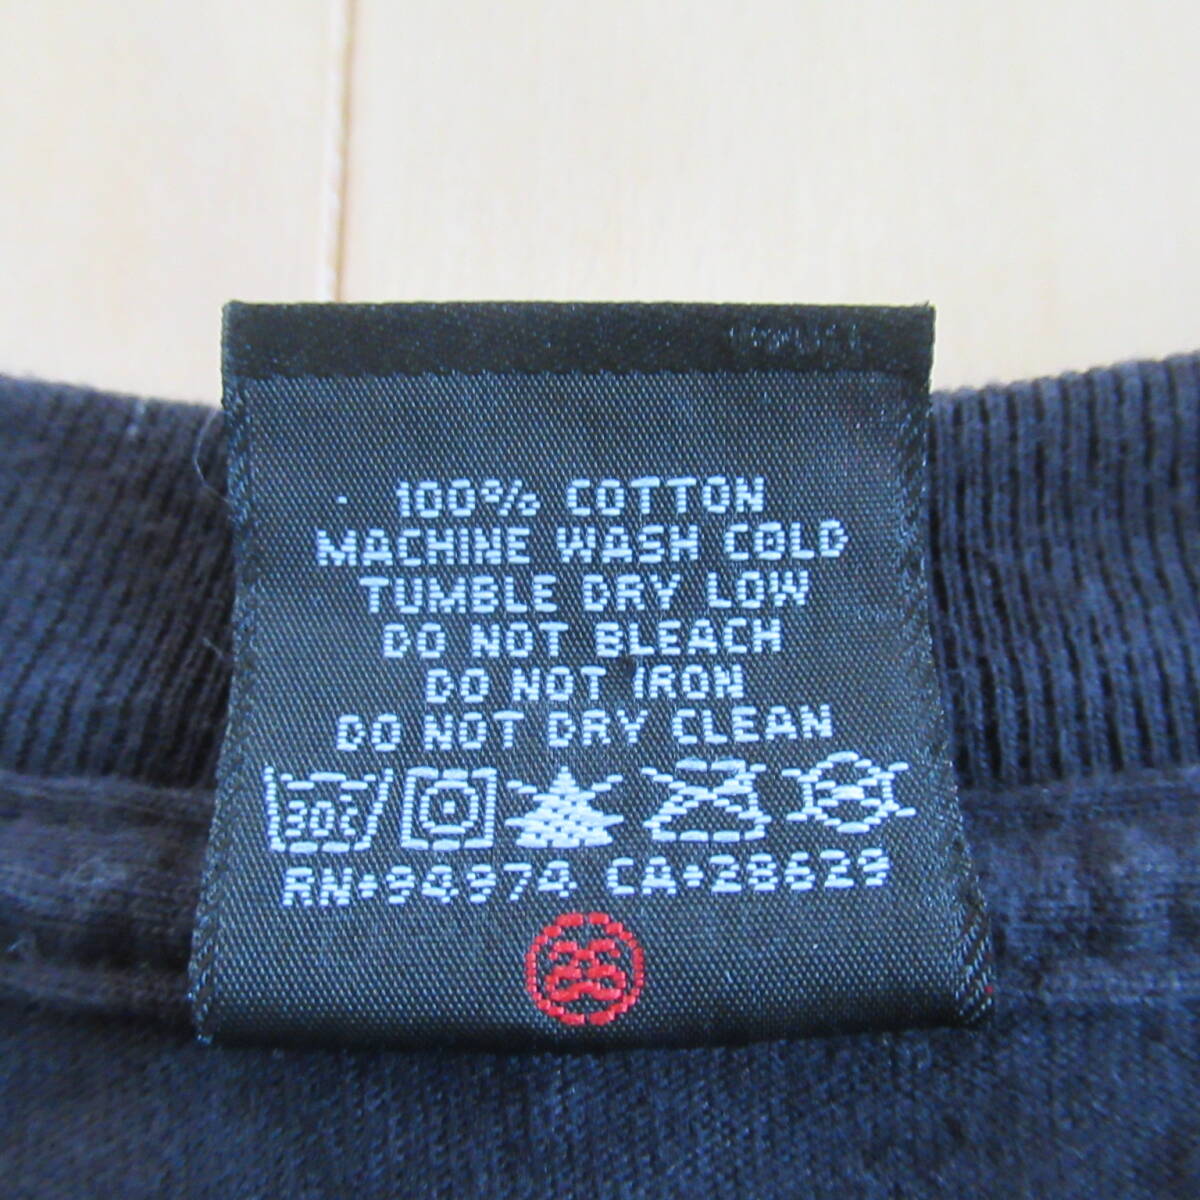 100% COTTON
MACHINE WASH COLD
TUMBLE DRY LOW
DO NOT BLEACH
DO NOT IRON
DO NOT DRY CLEAN
30°c
RN#94974 CA#28629